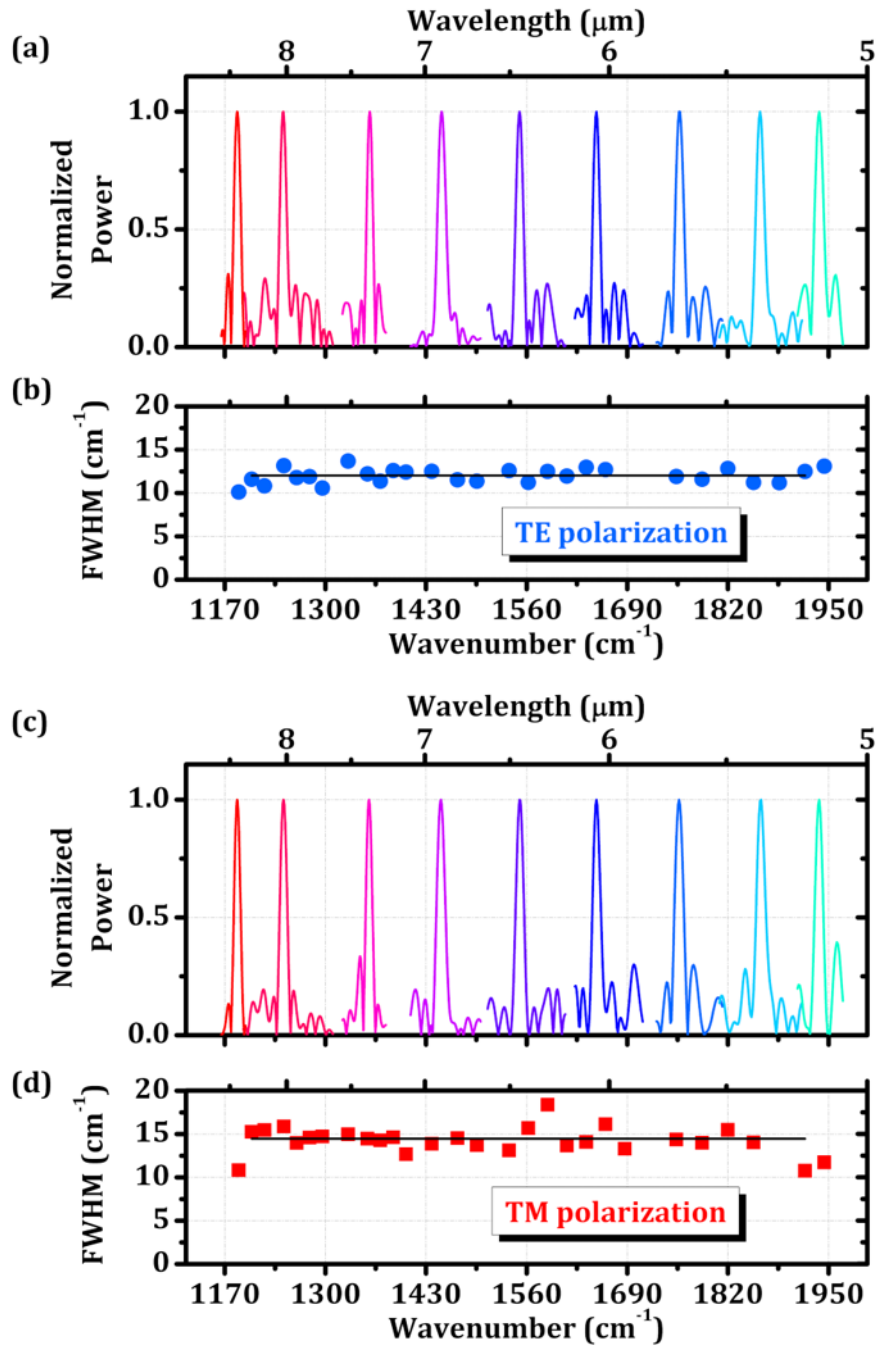 Wavelength (μm)
(a)
8 7 6 5
Normalized
Power
1.0
0.5
0.0
(b)
FWHM (cm-1)
20
15
10
5
0
TE polarization
1170 1300 1430 1560 1690 1820 1950
Wavenumber (cm-1)
Wavelength (μm)
(c)
8 7 6 5
Normalized
Power
1.0
0.5
0.0
(d)
FWHM (cm-1)
20
15
10
5
0
TM polarization
1170 1300 1430 1560 1690 1820 1950
Wavenumber (cm-1)